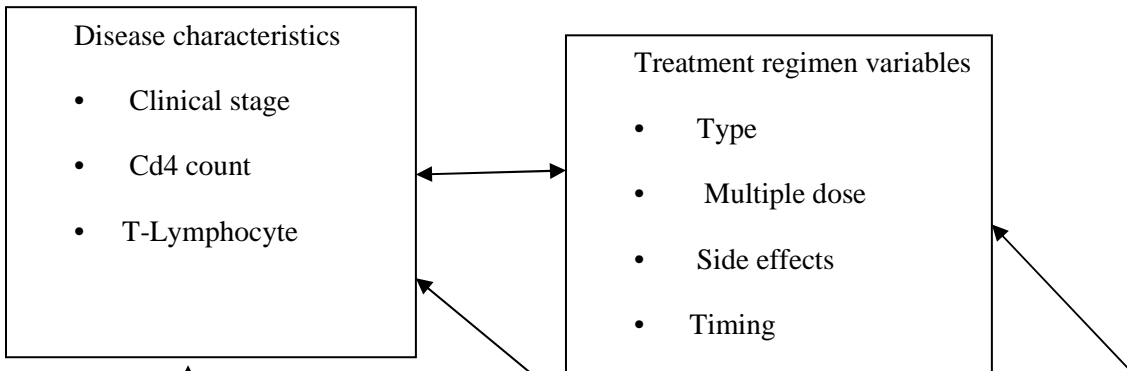 Disease characteristics
• Clinical stage
• Cd4 count
• T-Lymphocyte
Treatment regimen variables
• Type
• Multiple dose
• Side effects
• Timing